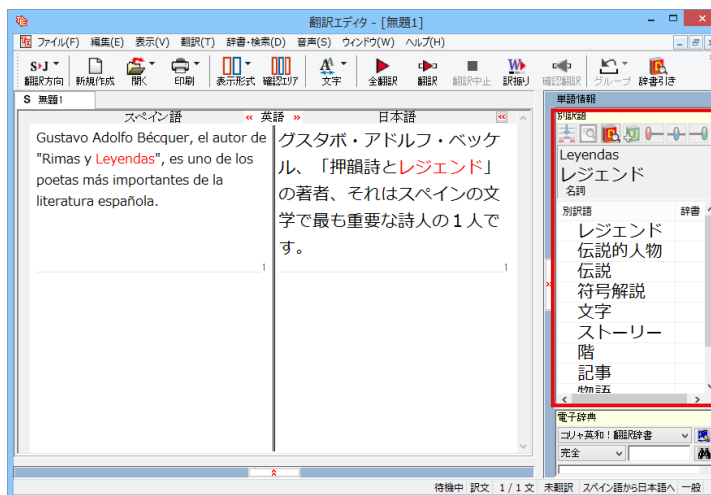 翻訳エディタ - [無題1]
ファイル(F) 編集(E) 表示(V) 翻訳(T) 辞書・検索(D) 音声(S) ウィンドウ(W) ヘルプ(H)
S›J
翻訳方向 新規作成 開く 印刷 表示形式 確認エリア 文字 全翻訳 翻訳 翻訳中止 訳振り 確認翻訳 グループ 辞書引き
S 無題1
スペイン語 « 英語 » 日本語 «
Gustavo Adolfo Bécquer, el autor de
"Rimas y Leyendas", es uno de los
poetas más importantes de la
literatura española.
1
グスタボ・アドルフ・ベッケ
ル、「押韻詩とレジェンド」
の著者、それはスペインの文
学で最も重要な詩人の1人で
す。
1
単語情報
別訳語
Leyendas
レジェンド
名詞
別訳語 辞書
レジェンド
伝説的人物
伝説
符号解説
文字
ストーリー
階
記事
物語
電子辞典
コリャ英和!翻訳辞書
完全
待機中 訳文 1 / 1 文 未翻訳 スペイン語から日本語へ 一般